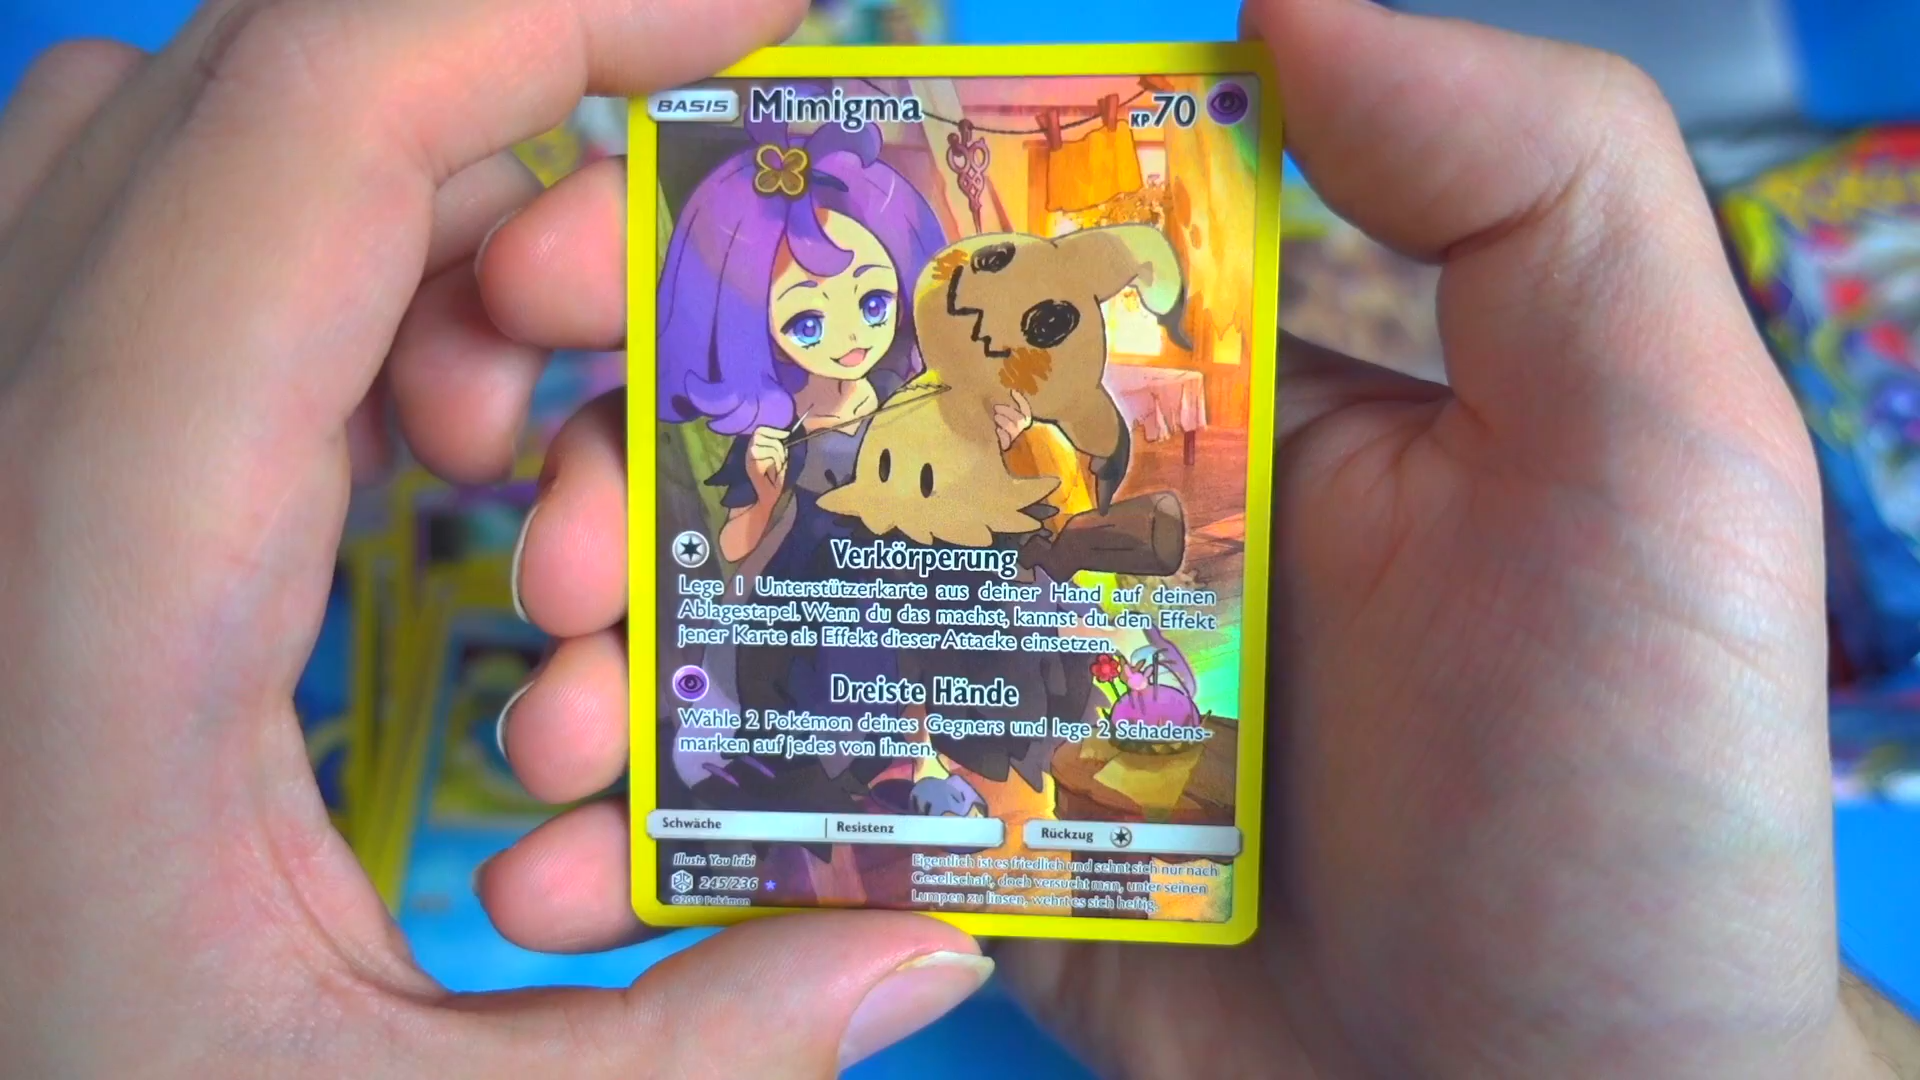 BASIS Mimigma KP70
Verkörperung
Lege 1 Unterstützerkarte aus deiner Hand auf deinen
Ablagestapel. Wenn du das machst, kannst du den Effekt
jener Karte als Effekt dieser Attacke einsetzen.
Dreiste Hände
Wähle 2 Pokémon deines Gegners und lege 2 Schadens-
marken auf jedes von ihnen.
Schwäche Resistenz Rückzug
Illustr. You Iribi
245/236
©2019 Pokémon
Eigentlich ist es friedlich und sehnt sich nur nach
Gesellschaft, doch versucht man, unter seinen
Lumpen zu linsen, wehrt es sich heftig.